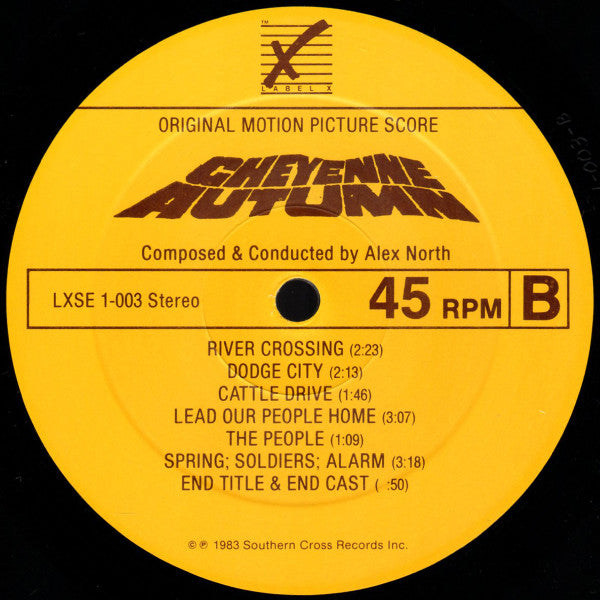 TM
X
LABEL X
ORIGINAL MOTION PICTURE SCORE
CHEYENNE
AUTUMN
Composed & Conducted by Alex North
LXSE 1-003 Stereo
45 RPM
B
RIVER CROSSING (2:23)
DODGE CITY (2:13)
CATTLE DRIVE (1:46)
LEAD OUR PEOPLE HOME (3:07)
THE PEOPLE (1:09)
SPRING; SOLDIERS; ALARM (3:18)
END TITLE & END CAST ( :50)
© ℗ 1983 Southern Cross Records Inc.